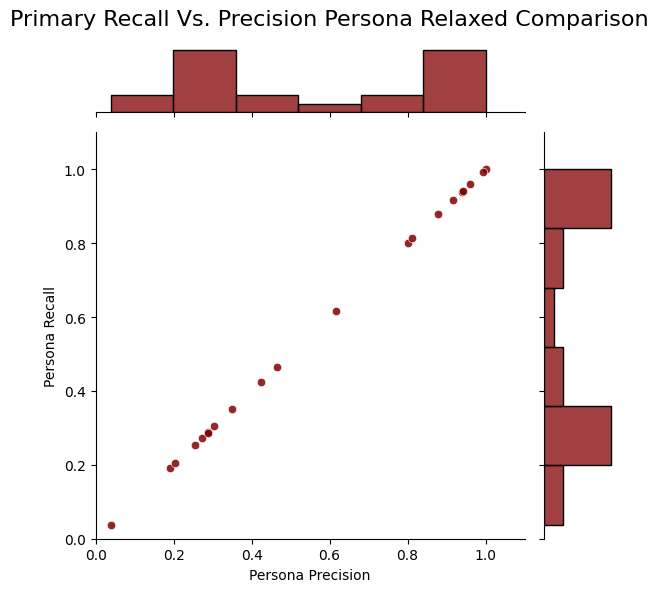 Primary Recall Vs. Precision Persona Relaxed Comparison
1.0
0.8
0.6
0.4
0.2
0.0
Persona Recall
0.0 0.2 0.4 0.6 0.8 1.0
Persona Precision